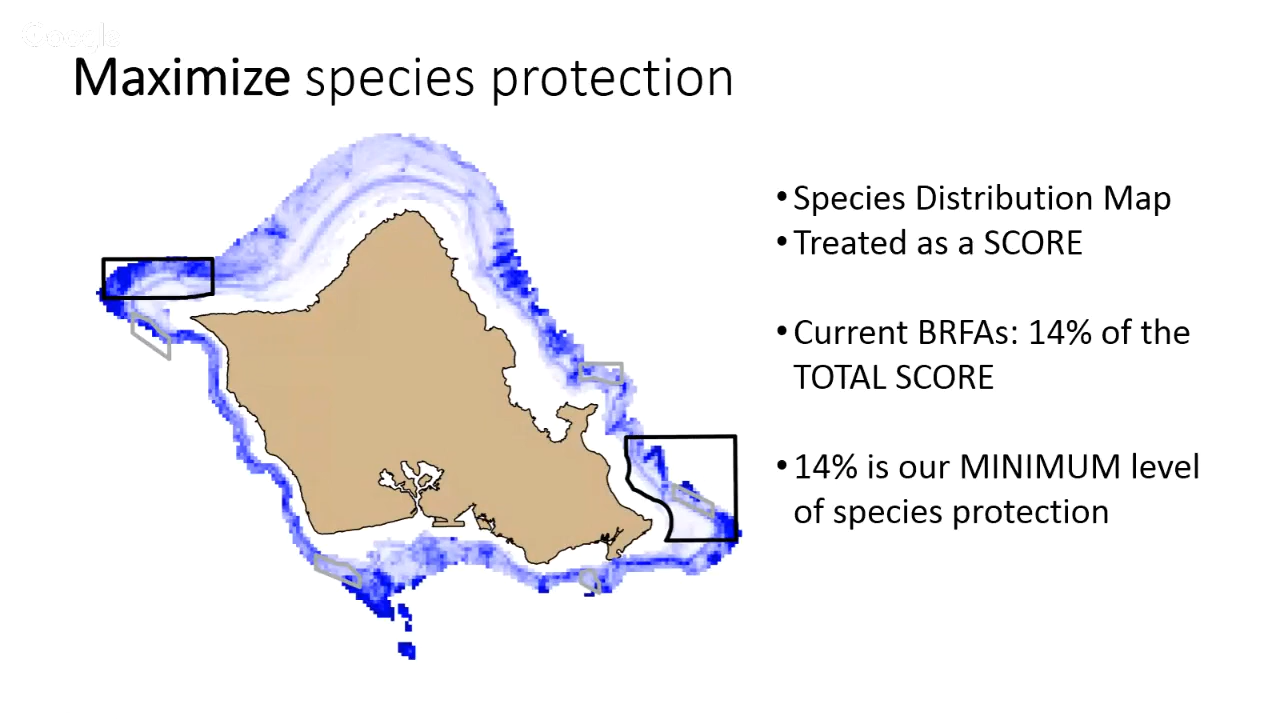 Google
Maximize species protection
• Species Distribution Map
• Treated as a SCORE
• Current BRFAs: 14% of the
TOTAL SCORE
• 14% is our MINIMUM level
of species protection